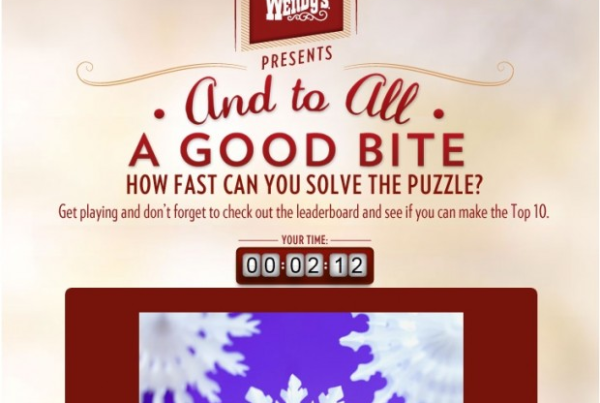 Wendy's
PRESENTS
• And to All •
A GOOD BITE
HOW FAST CAN YOU SOLVE THE PUZZLE?
Get playing and don't forget to check out the leaderboard and see if you can make the Top 10.
YOUR TIME:
00:02:12